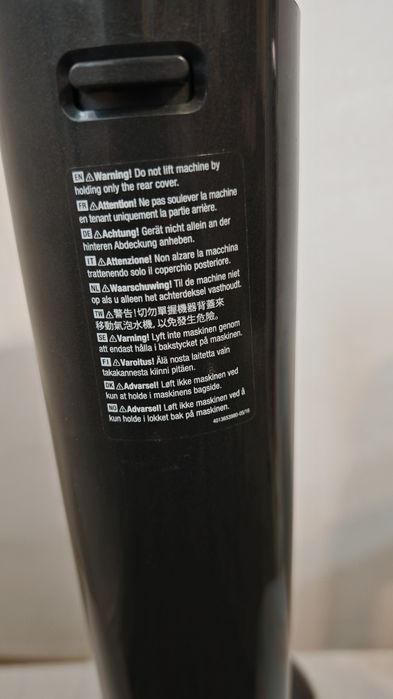 EN ⚠Warning! Do not lift machine by
holding only the rear cover.
FR ⚠Attention! Ne pas soulever la machine
en tenant uniquement la partie arrière.
DE ⚠Achtung! Gerät nicht allein an der
hinteren Abdeckung anheben.
IT ⚠Attenzione! Non alzare la macchina
trattenendo solo il coperchio posteriore.
NL ⚠Waarschuwing! Til de machine niet
op als u alleen het achterdeksel vasthoudt.
TW ⚠警告!切勿單握機器背蓋來
移動氣泡水機,以免發生危險。
SE ⚠Varning! Lyft inte maskinen genom
att endast hålla i bakstycket på maskinen.
FI ⚠Varoitus! Älä nosta laitetta vain
takakannesta kiinni pitäen.
DK ⚠Advarsel! Løft ikke maskinen ved
kun at holde i maskinens bagside.
NO ⚠Advarsel! Løft ikke maskinen ved å
kun holde i lokket bak på maskinen.